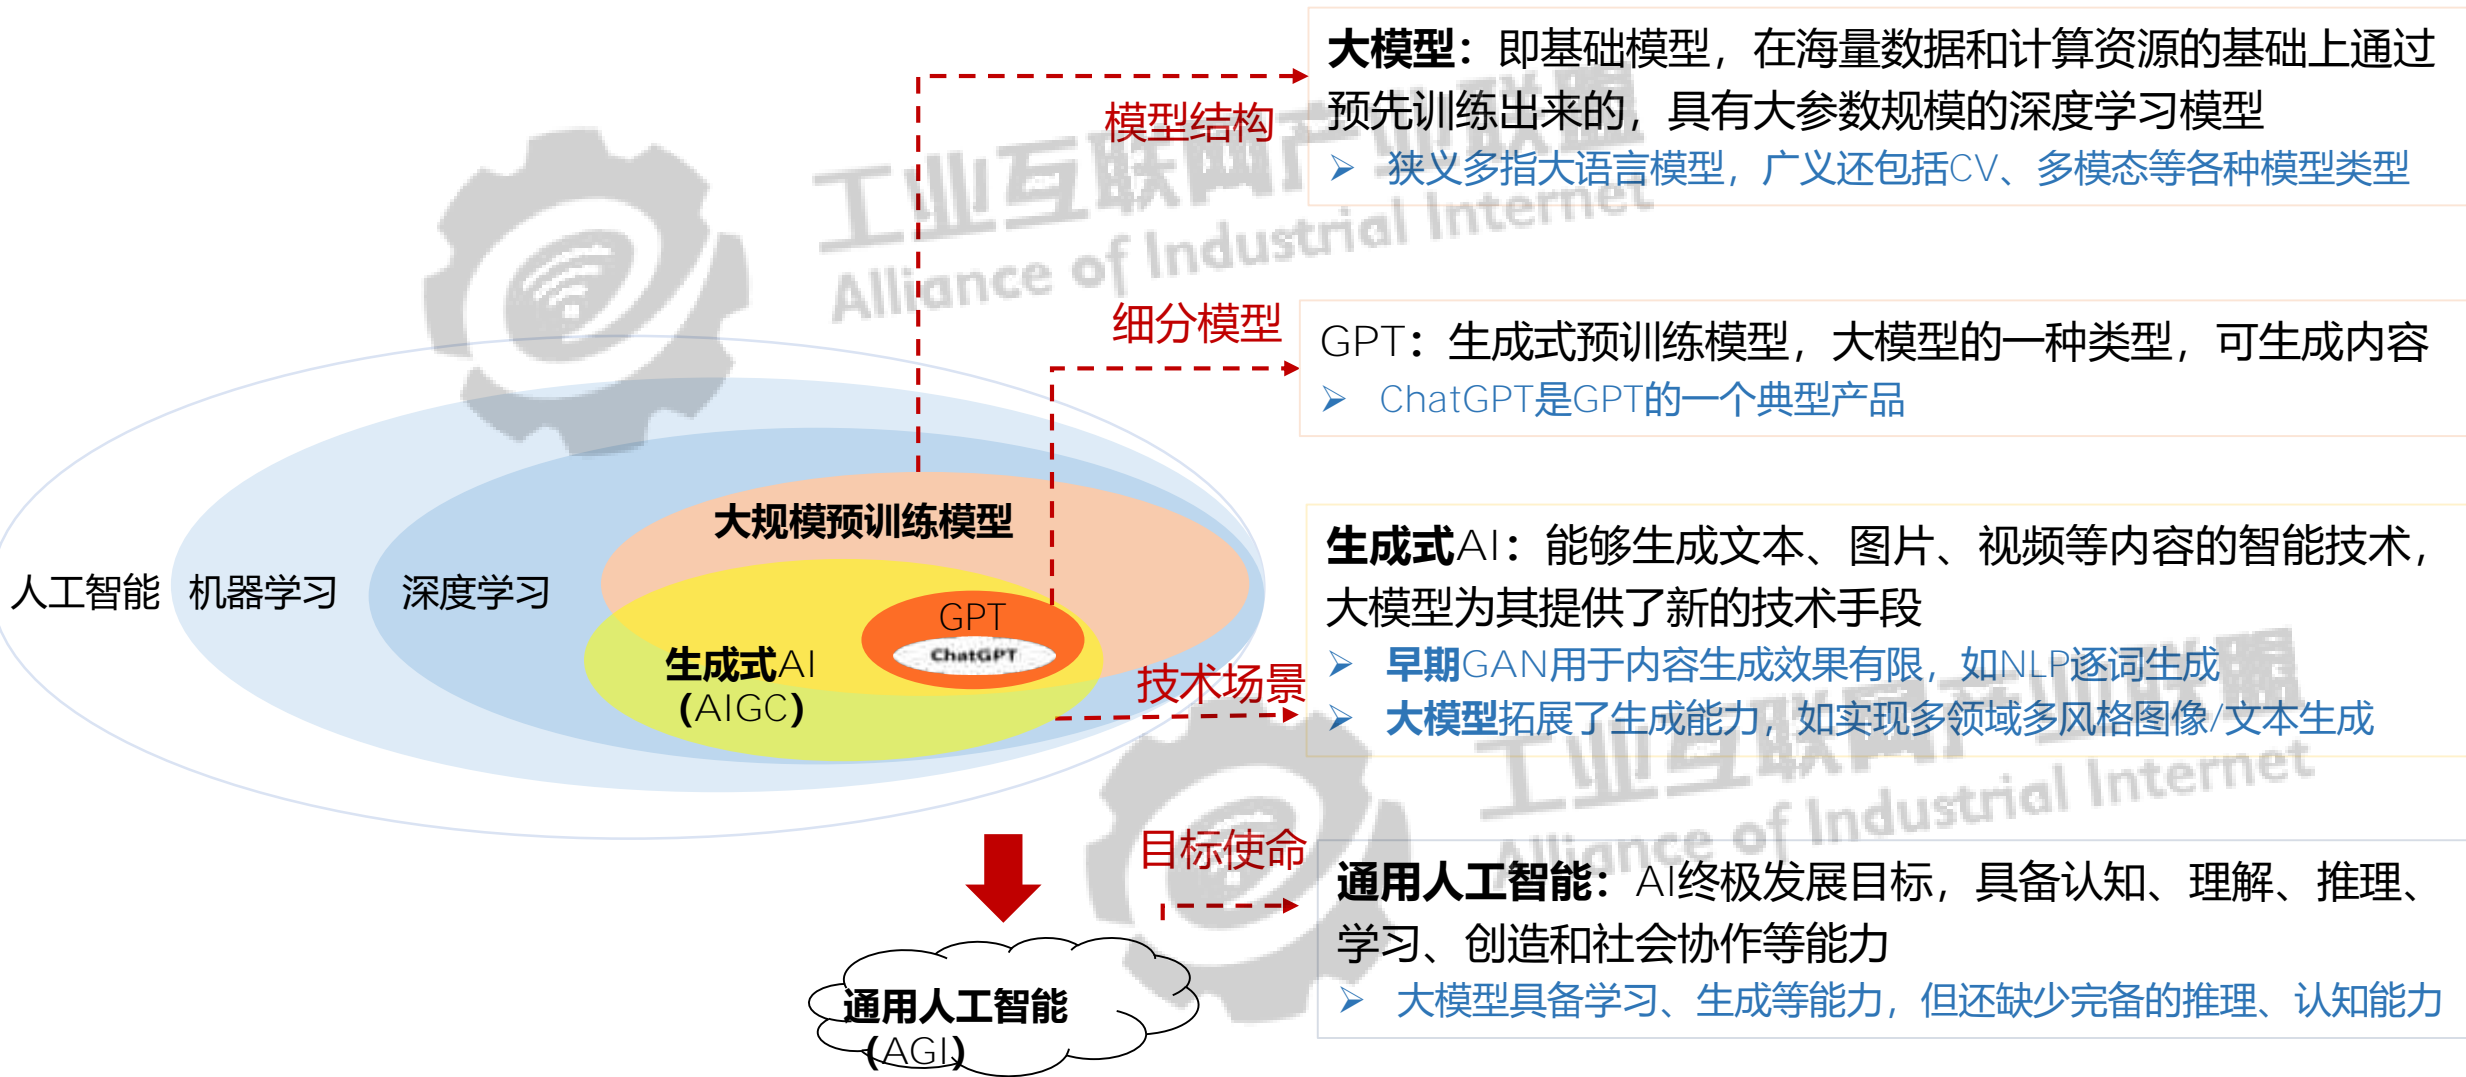 大模型：即基础模型，在海量数据和计算资源的基础上通过
预先训练出来的，具有大参数规模的深度学习模型
➢ 狭义多指大语言模型，广义还包括CV、多模态等各种模型类型
模型结构
工业互联网产业联盟
Alliance of Industrial Internet
细分模型
GPT：生成式预训练模型，大模型的一种类型，可生成内容
➢ ChatGPT是GPT的一个典型产品
大规模预训练模型
人工智能
机器学习
深度学习
GPT
ChatGPT
生成式AI
(AIGC)
技术场景
生成式AI：能够生成文本、图片、视频等内容的智能技术，
大模型为其提供了新的技术手段
➢ 早期GAN用于内容生成效果有限，如NLP逐词生成
➢ 大模型拓展了生成能力，如实现多领域多风格图像/文本生成
工业互联网产业联盟
Alliance of Industrial Internet
目标使命
通用人工智能：AI终极发展目标，具备认知、理解、推理、
学习、创造和社会协作等能力
➢ 大模型具备学习、生成等能力，但还缺少完备的推理、认知能力
通用人工智能
(AGI)